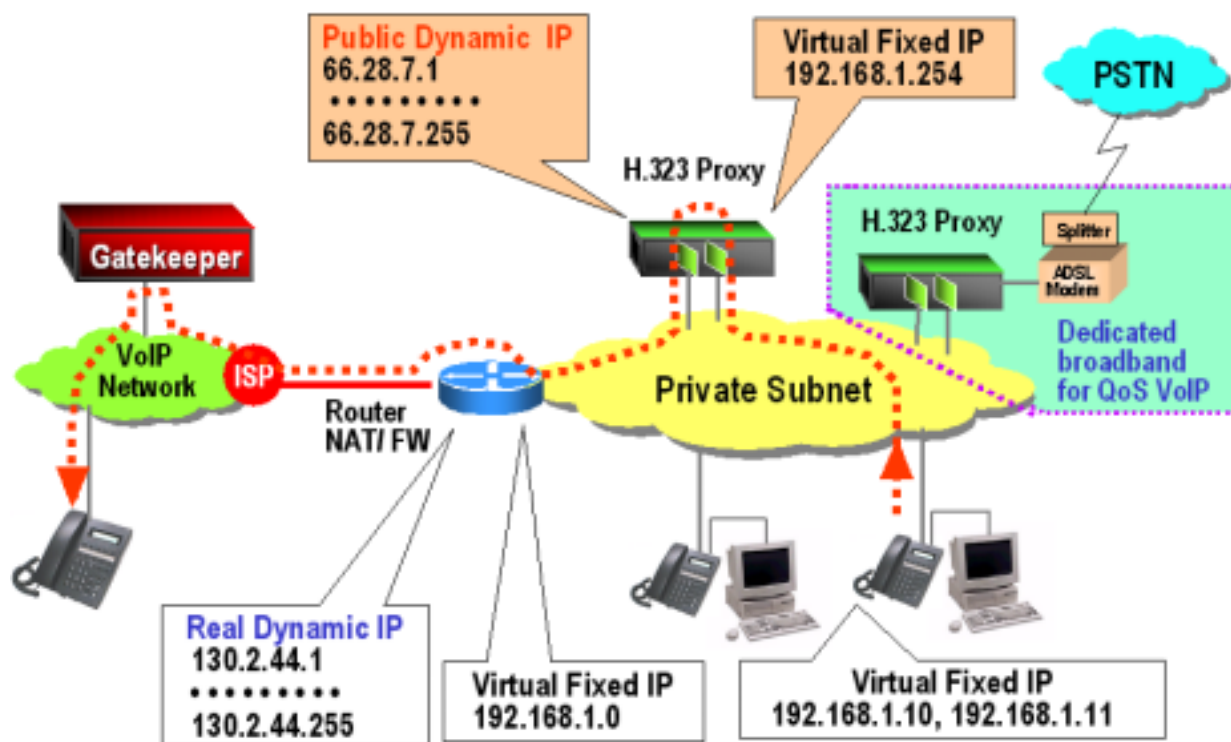 Public Dynamic IP
66.28.7.1
• • • • • • • • •
66.28.7.255
Virtual Fixed IP
192.168.1.254
PSTN
H.323 Proxy
Gatekeeper
H.323 Proxy
Splitter
ADSL
Modem
Dedicated
broadband
for QoS VoIP
VoIP
Network
ISP
Router
NAT/ FW
Private Subnet
Real Dynamic IP
130.2.44.1
• • • • • • • • •
130.2.44.255
Virtual Fixed IP
192.168.1.0
Virtual Fixed IP
192.168.1.10, 192.168.1.11